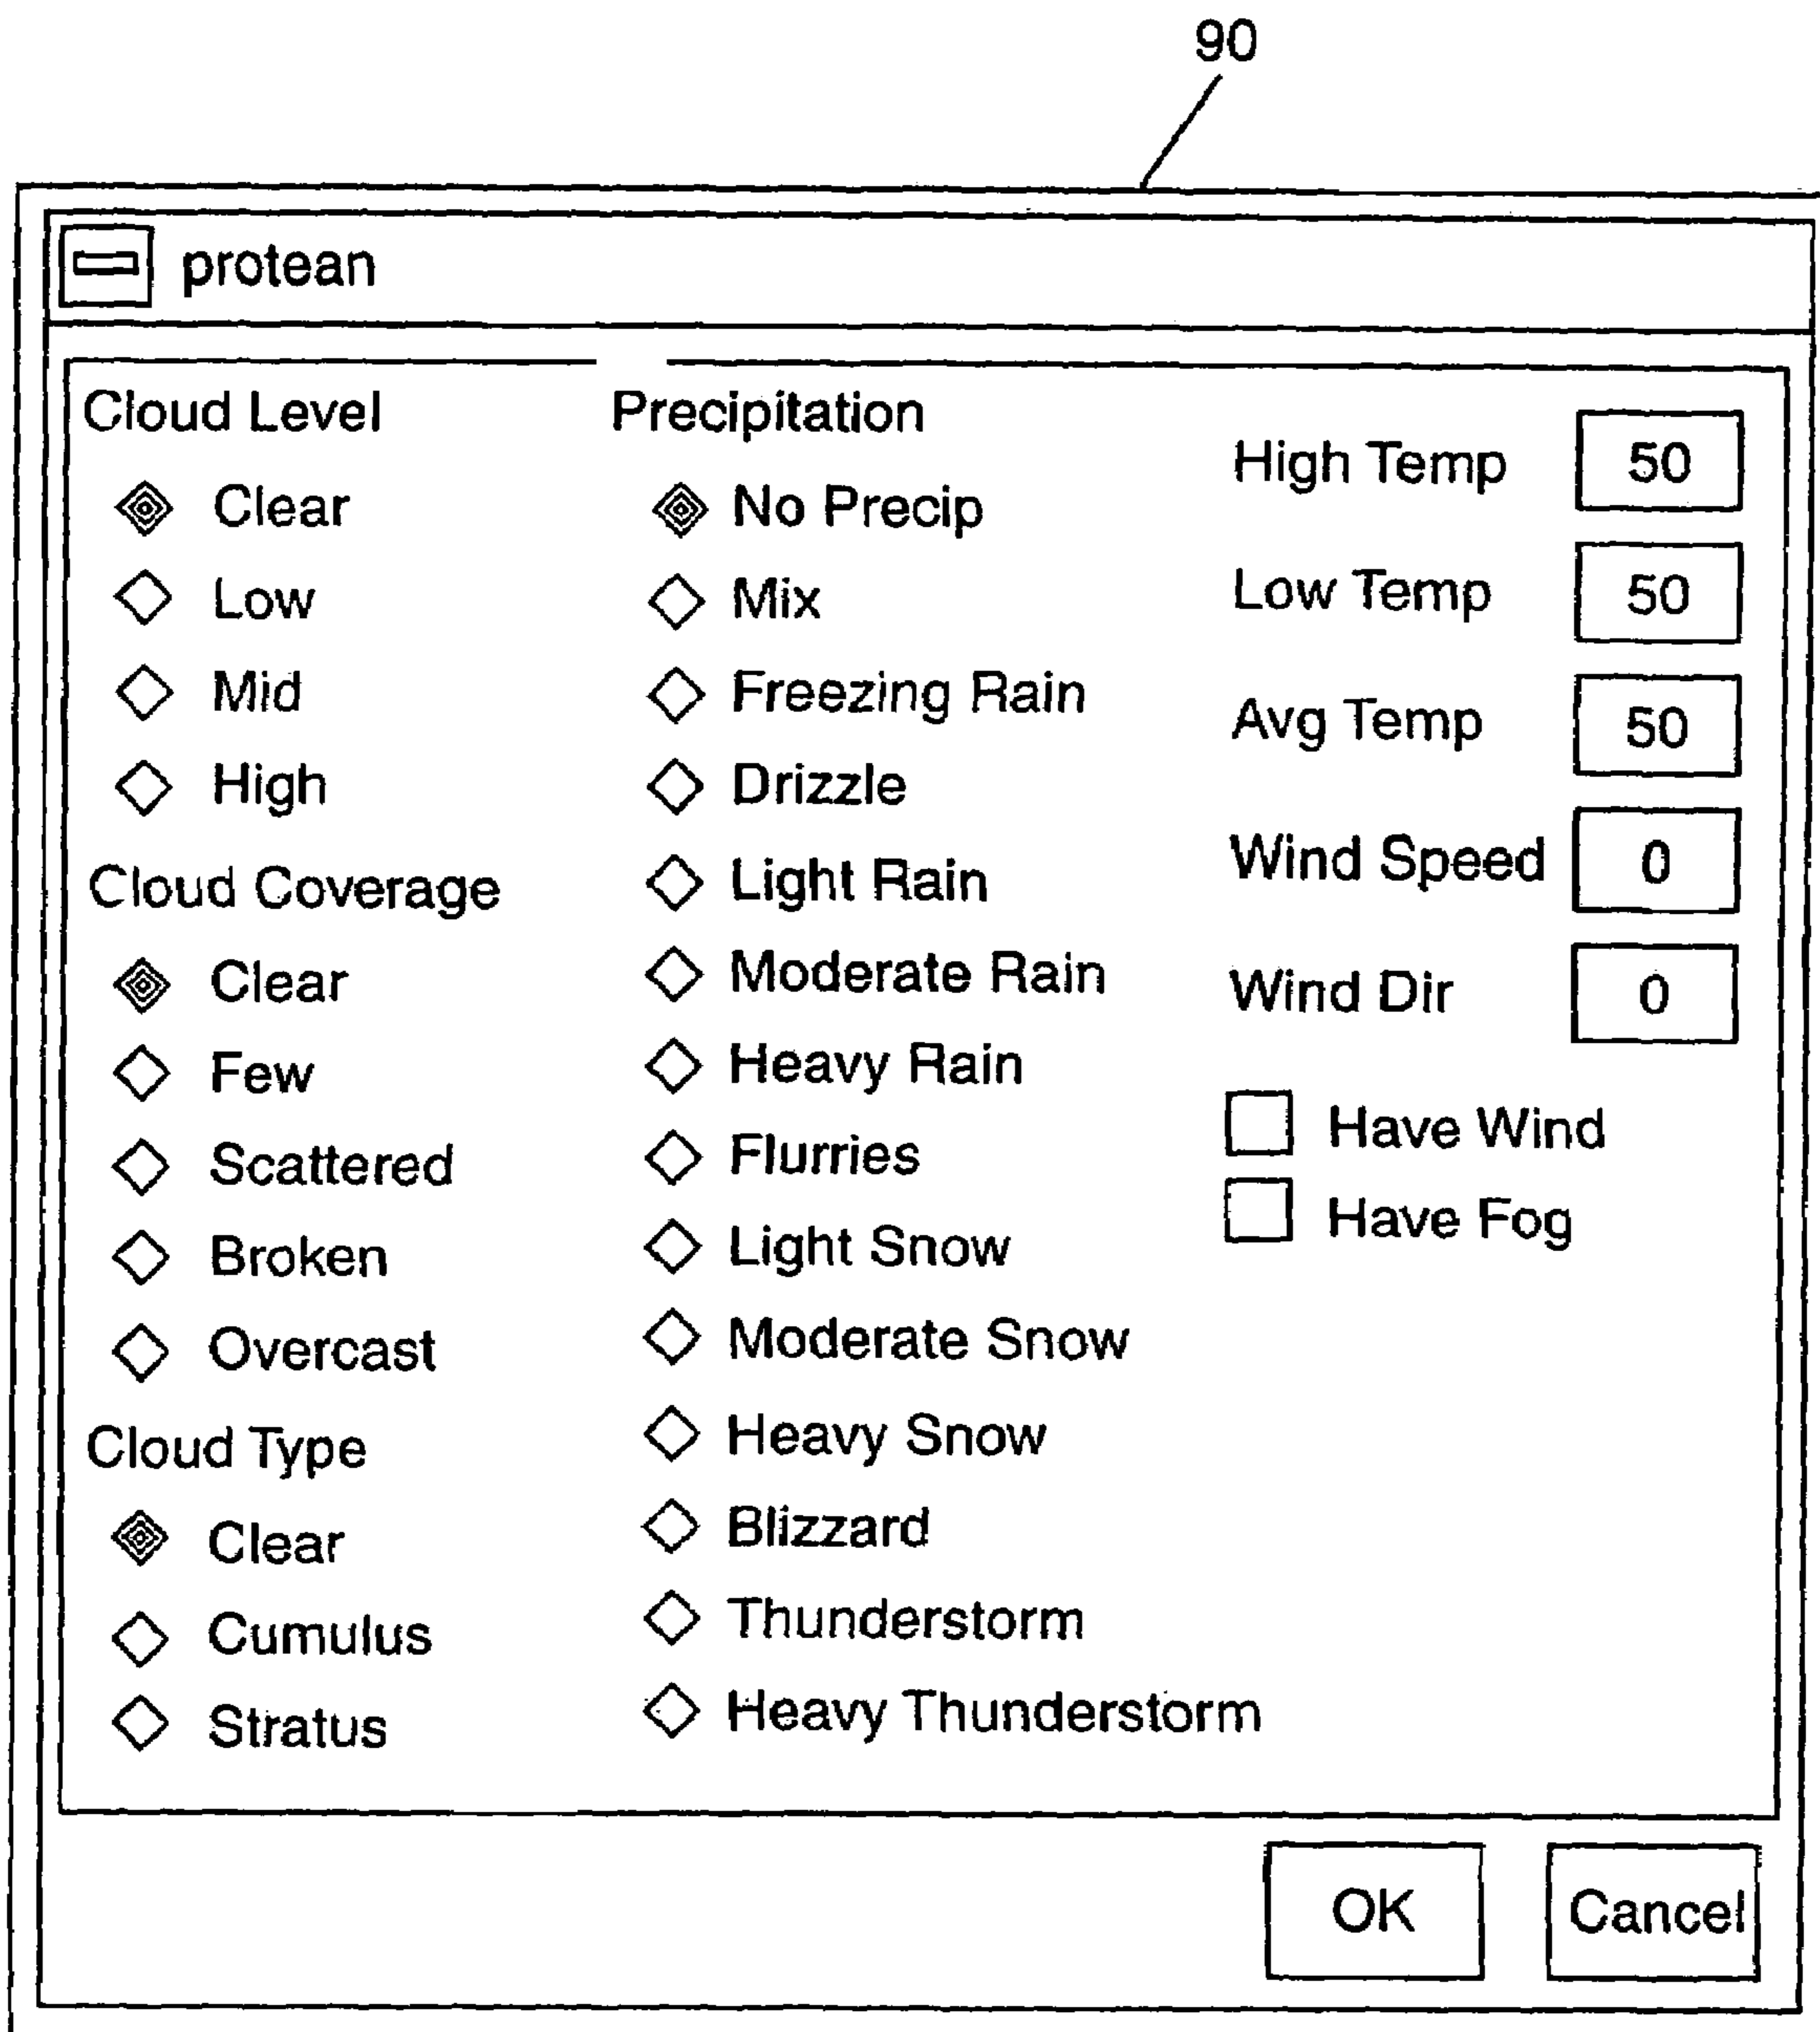 90
protean
Cloud Level
Clear
Low
Mid
High
Cloud Coverage
Clear
Few
Scattered
Broken
Overcast
Cloud Type
Clear
Cumulus
Stratus
Precipitation
No Precip
Mix
Freezing Rain
Drizzle
Light Rain
Moderate Rain
Heavy Rain
Flurries
Light Snow
Moderate Snow
Heavy Snow
Blizzard
Thunderstorm
Heavy Thunderstorm
High Temp 50
Low Temp 50
Avg Temp 50
Wind Speed 0
Wind Dir 0
Have Wind
Have Fog
OK Cancel